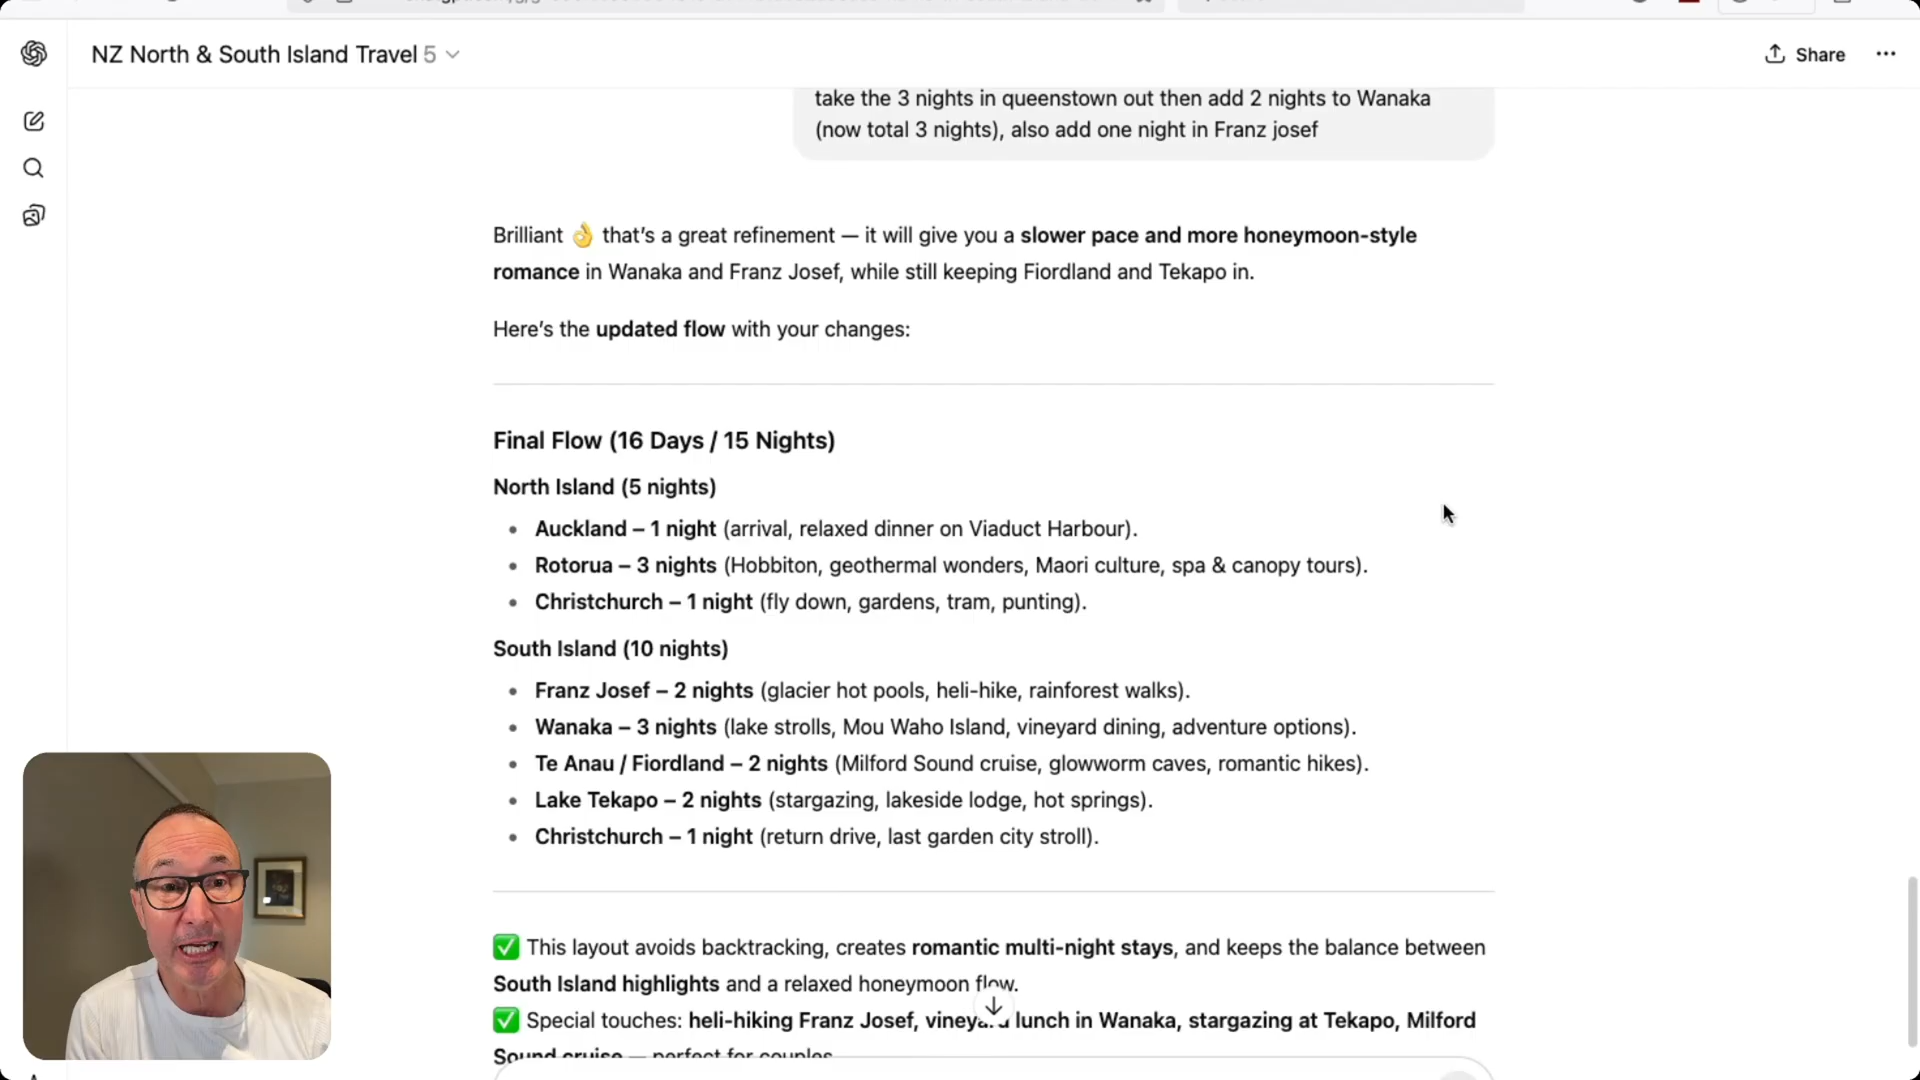 NZ North & South Island Travel 5
Share
take the 3 nights in queenstown out then add 2 nights to Wanaka
(now total 3 nights), also add one night in Franz josef
Brilliant 👌 that's a great refinement — it will give you a slower pace and more honeymoon-style
romance in Wanaka and Franz Josef, while still keeping Fiordland and Tekapo in.
Here's the updated flow with your changes:
Final Flow (16 Days / 15 Nights)
North Island (5 nights)
• Auckland – 1 night (arrival, relaxed dinner on Viaduct Harbour).
• Rotorua – 3 nights (Hobbiton, geothermal wonders, Maori culture, spa & canopy tours).
• Christchurch – 1 night (fly down, gardens, tram, punting).
South Island (10 nights)
• Franz Josef – 2 nights (glacier hot pools, heli-hike, rainforest walks).
• Wanaka – 3 nights (lake strolls, Mou Waho Island, vineyard dining, adventure options).
• Te Anau / Fiordland – 2 nights (Milford Sound cruise, glowworm caves, romantic hikes).
• Lake Tekapo – 2 nights (stargazing, lakeside lodge, hot springs).
• Christchurch – 1 night (return drive, last garden city stroll).
✅ This layout avoids backtracking, creates romantic multi-night stays, and keeps the balance between
South Island highlights and a relaxed honeymoon flow.
✅ Special touches: heli-hiking Franz Josef, vineyard lunch in Wanaka, stargazing at Tekapo, Milford
Sound cruise — perfect for couples